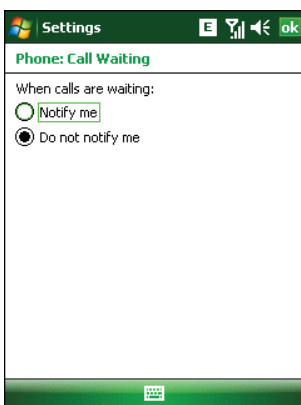 Settings
E
ok
Phone: Call Waiting
When calls are waiting:
Notify me
Do not notify me